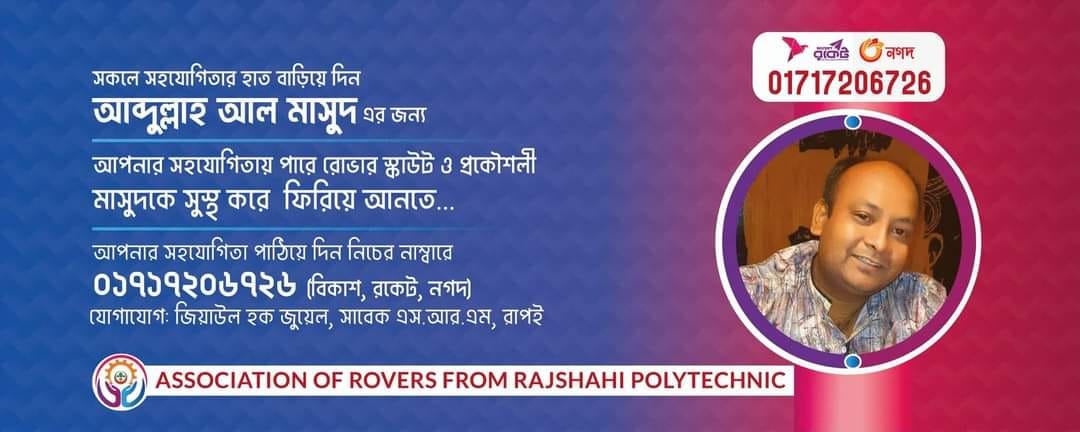 সকলে সহযোগিতার হাত বাড়িয়ে দিন
আব্দুল্লাহ আল মাসুদ এর জন্য
আপনার সহযোগিতায় পারে রোভার স্কাউট ও প্রকৌশলী
মাসুদকে সুস্থ করে ফিরিয়ে আনতে...
আপনার সহযোগিতা পাঠিয়ে দিন নিচের নাম্বারে
০১৭১৭২০৬৭২৬ (বিকাশ, রকেট, নগদ)
যোগাযোগঃ জিয়াউল হক জুয়েল, সাবেক এস.আর.এম, রাপই
ASSOCIATION OF ROVERS FROM RAJSHAHI POLYTECHNIC
রকেট নগদ
01717206726